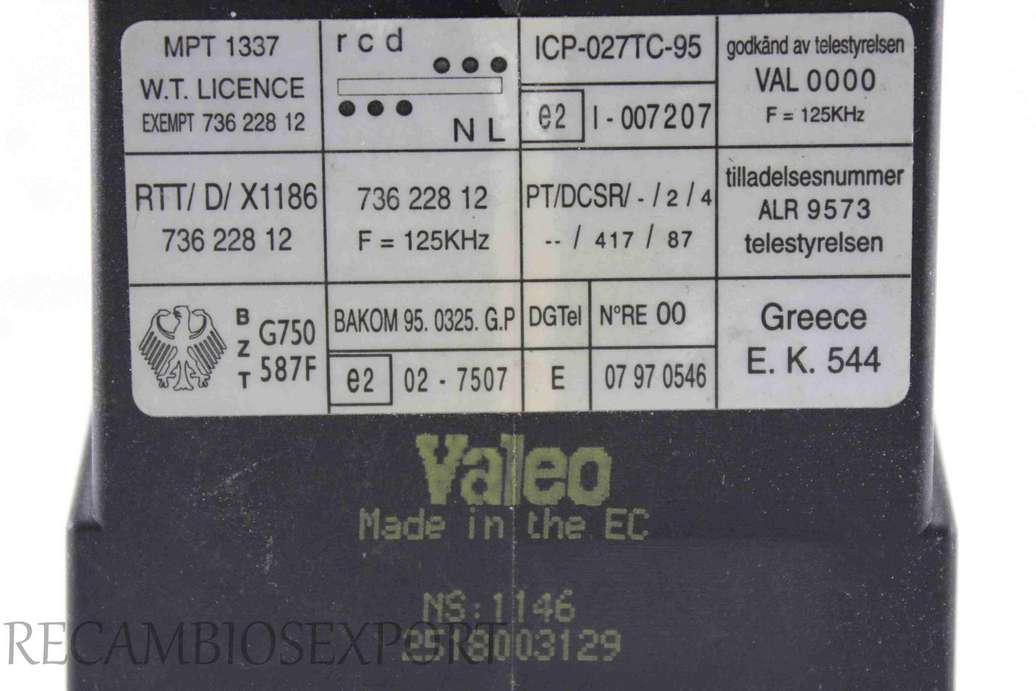 MPT 1337
W.T. LICENCE
EXEMPT 736 228 12
r c d
N L
ICP-027TC-95
e2 I - 007207
godkänd av telestyrelsen
VAL 0000
F = 125KHz
RTT/ D/ X1186
736 228 12
736 228 12
F = 125KHz
PT/DCSR/ - / 2 / 4
-- / 417 / 87
tilladelsesnummer
ALR 9573
telestyrelsen
B
Z
T
G750
587F
BAKOM 95. 0325. G.P
e2 02 - 7507
DGTel N°RE 00
E 07 97 0546
Greece
E. K. 544
Valeo
Made in the EC
NS:1146
RECAMBIOSEXPORT